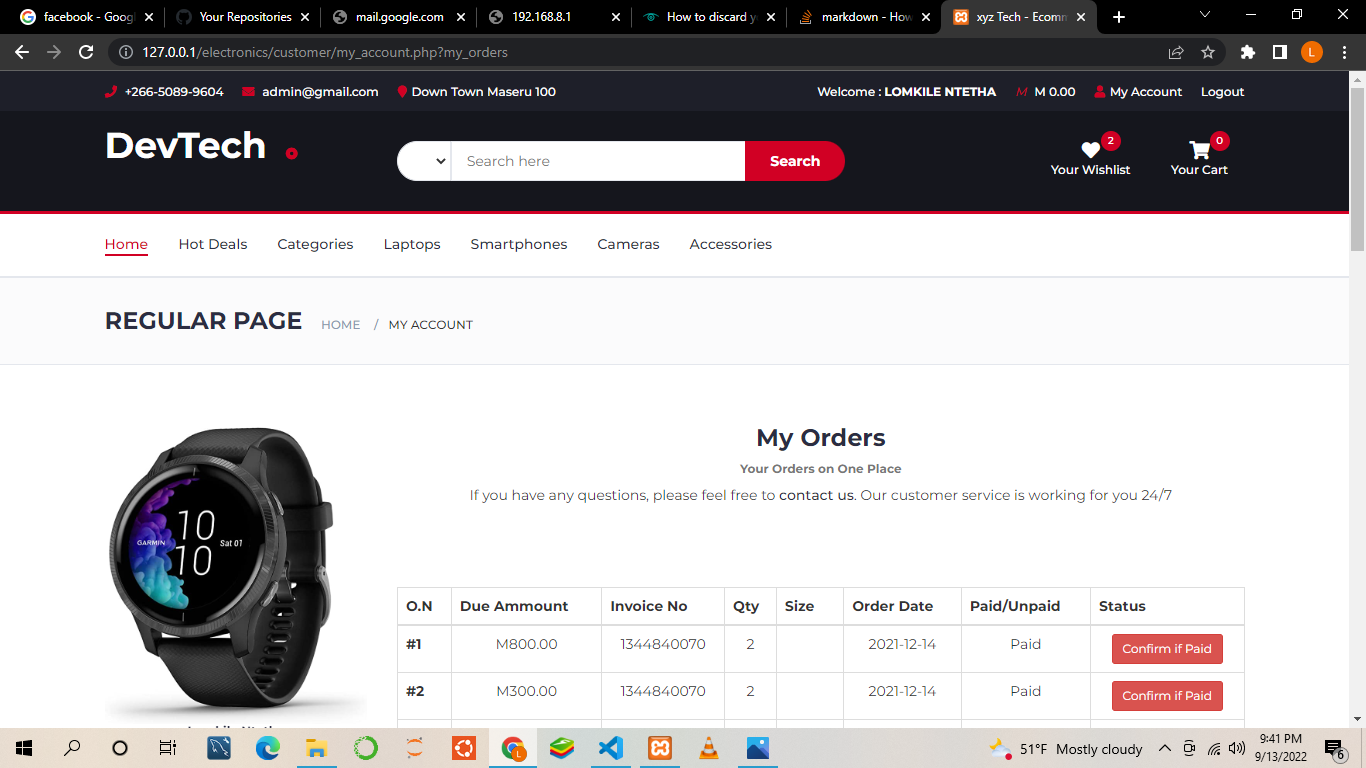 facebook - Goog
Your Repositories
mail.google.com
192.168.8.1
How to discard y
markdown - How
xyz Tech - Ecomm
127.0.0.1/electronics/customer/my_account.php?my_orders
L
+266-5089-9604 admin@gmail.com Down Town Maseru 100 Welcome : LOMKILE NTETHA M M 0.00 My Account Logout
DevTech
Search here Search
2
Your Wishlist
0
Your Cart
Home Hot Deals Categories Laptops Smartphones Cameras Accessories
REGULAR PAGE HOME / MY ACCOUNT
10
10
GARMIN
Sat 01
My Orders
Your Orders on One Place
If you have any questions, please feel free to contact us. Our customer service is working for you 24/7
O.N Due Ammount Invoice No Qty Size Order Date Paid/Unpaid Status
#1 M800.00 1344840070 2 2021-12-14 Paid Confirm if Paid
#2 M300.00 1344840070 2 2021-12-14 Paid Confirm if Paid
51°F Mostly cloudy
9:41 PM
9/13/2022
6